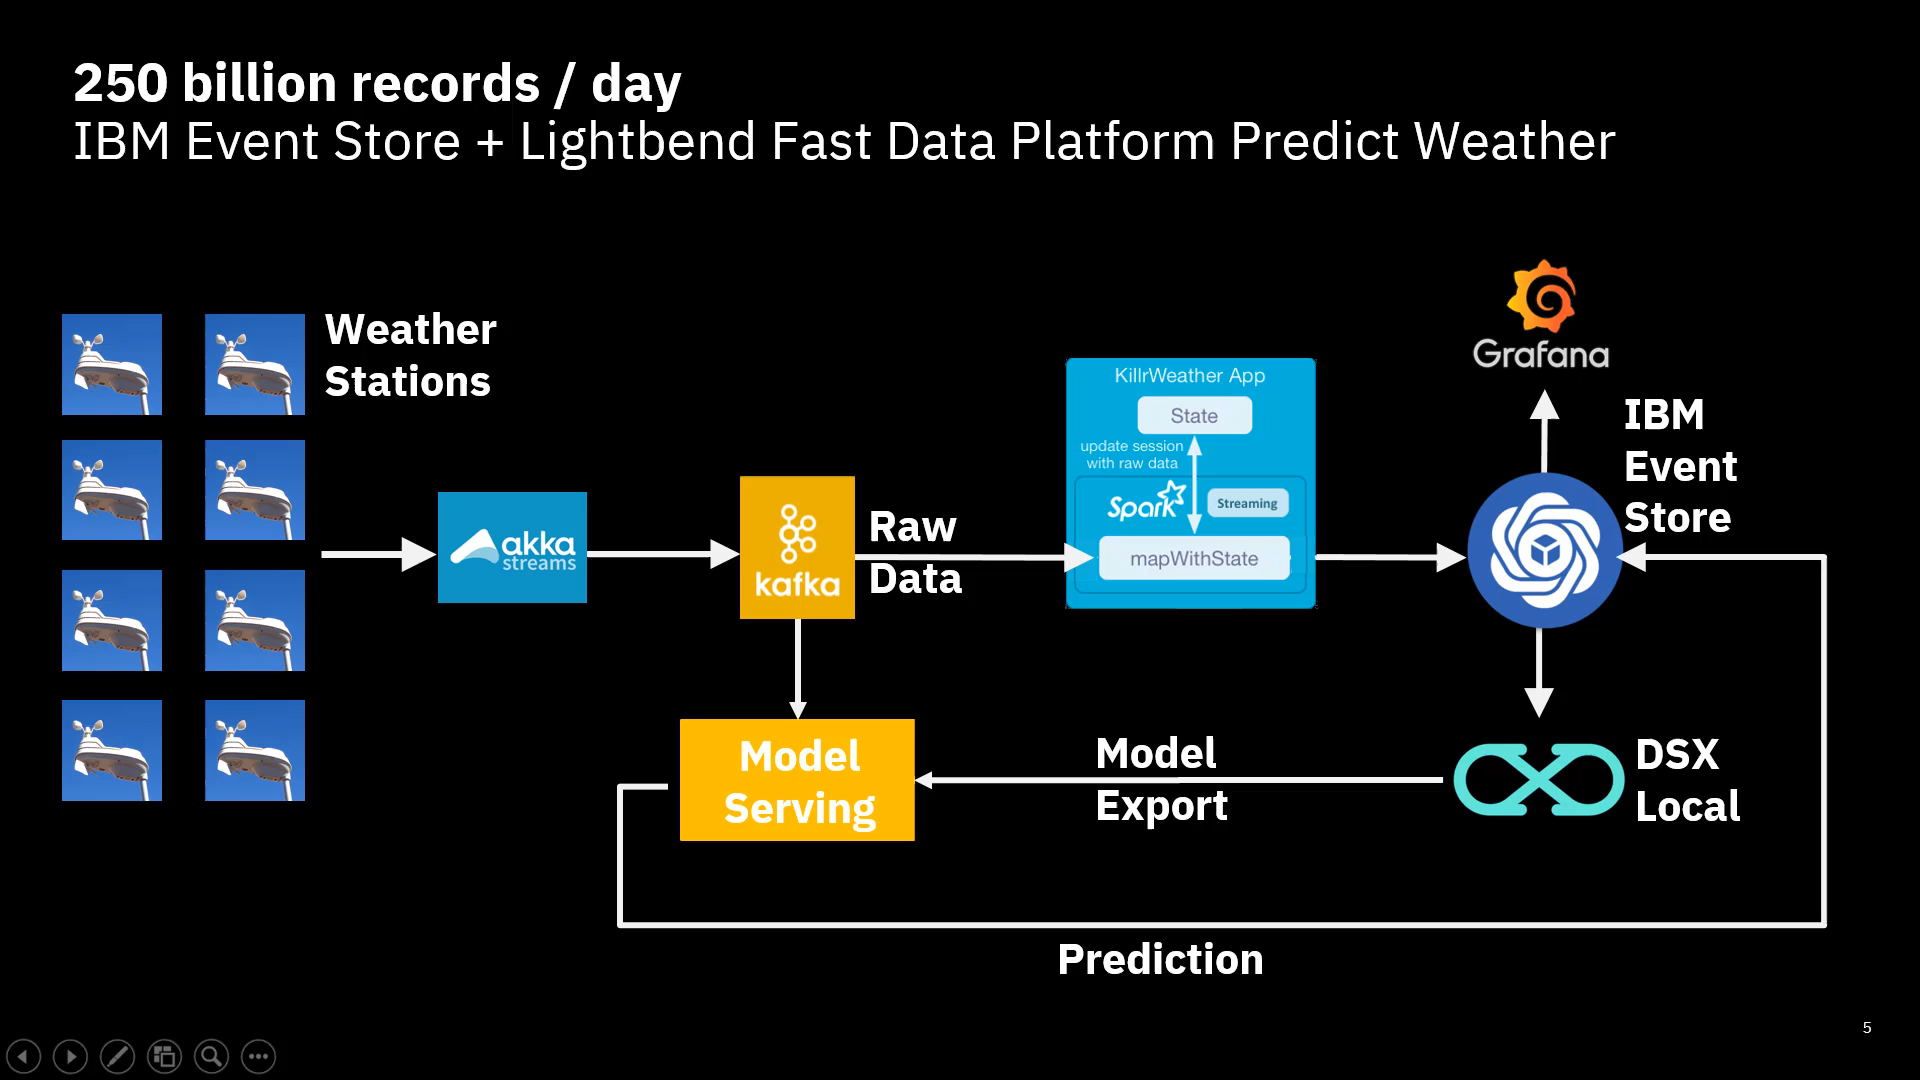 250 billion records / day
IBM Event Store + Lightbend Fast Data Platform Predict Weather
Weather
Stations
akka
streams
kafka
Raw
Data
KillrWeather App
State
update session
with raw data
Spark
Streaming
mapWithState
Grafana
IBM
Event
Store
Model
Serving
Model
Export
DSX
Local
Prediction
5